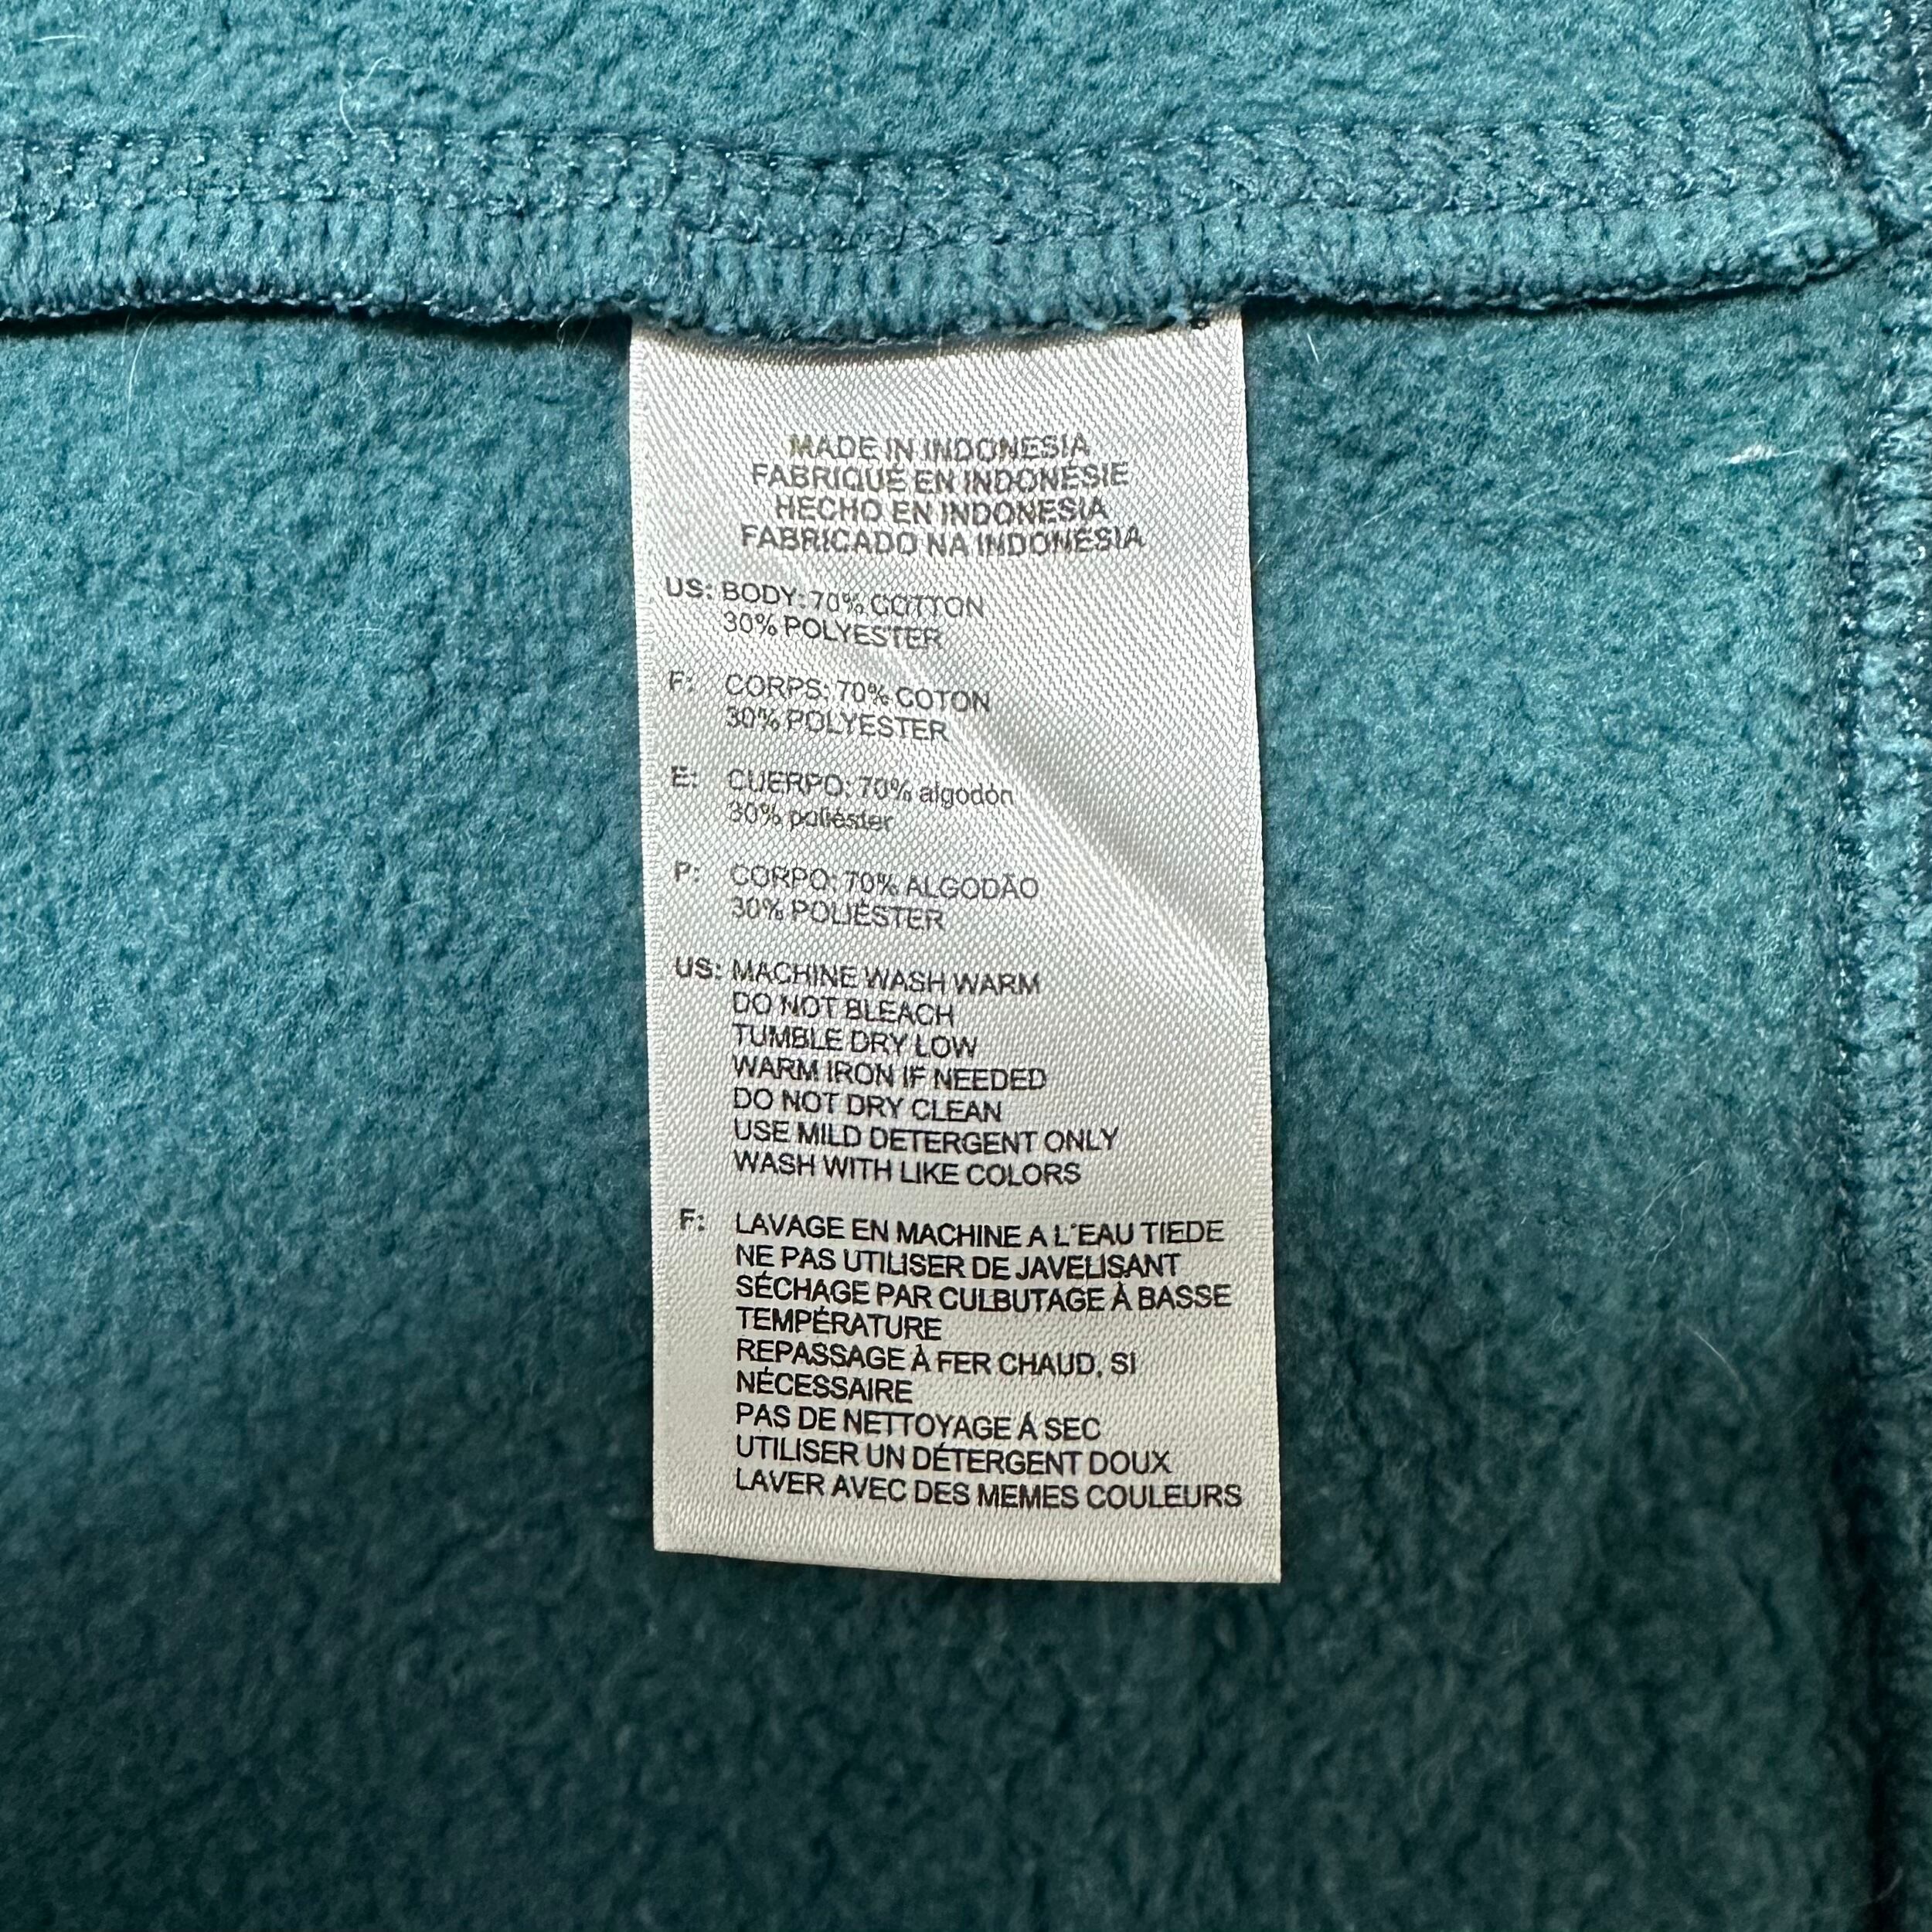 MADE IN INDONESIA
FABRIQUÉ EN INDONÉSIE
HECHO EN INDONESIA
FABRICADO NA INDONÉSIA
US: BODY: 70% COTTON
30% POLYESTER
F: CORPS: 70% COTON
30% POLYESTER
E: CUERPO: 70% algodón
30% poliéster
P: CORPO: 70% ALGODÃO
30% POLIÉSTER
US: MACHINE WASH WARM
DO NOT BLEACH
TUMBLE DRY LOW
WARM IRON IF NEEDED
DO NOT DRY CLEAN
USE MILD DETERGENT ONLY
WASH WITH LIKE COLORS
F: LAVAGE EN MACHINE A L'EAU TIEDE
NE PAS UTILISER DE JAVELISANT
SÉCHAGE PAR CULBUTAGE À BASSE
TEMPÉRATURE
REPASSAGE À FER CHAUD, SI
NÉCESSAIRE
PAS DE NETTOYAGE Á SEC
UTILISER UN DÉTERGENT DOUX
LAVER AVEC DES MEMES COULEURS